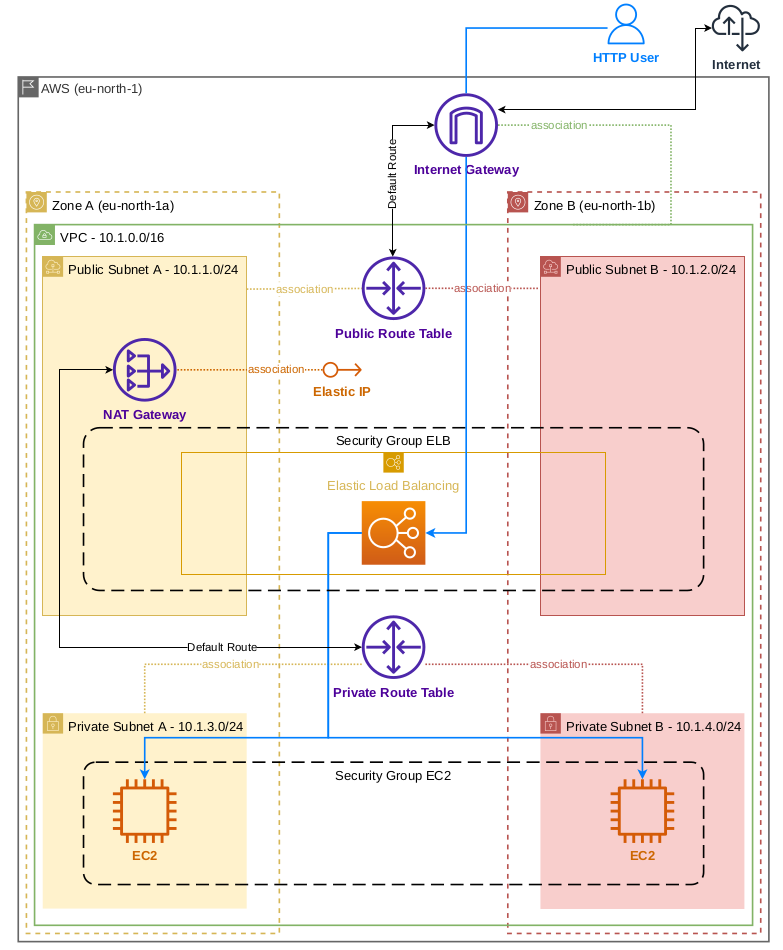 HTTP User
Internet
AWS (eu-north-1)
association
Internet Gateway
Default Route
Zone A (eu-north-1a)
Zone B (eu-north-1b)
VPC - 10.1.0.0/16
Public Subnet A - 10.1.1.0/24
Public Subnet B - 10.1.2.0/24
association
association
Public Route Table
association
Elastic IP
NAT Gateway
Security Group ELB
Elastic Load Balancing
Default Route
association
association
Private Route Table
Private Subnet A - 10.1.3.0/24
Private Subnet B - 10.1.4.0/24
Security Group EC2
EC2
EC2